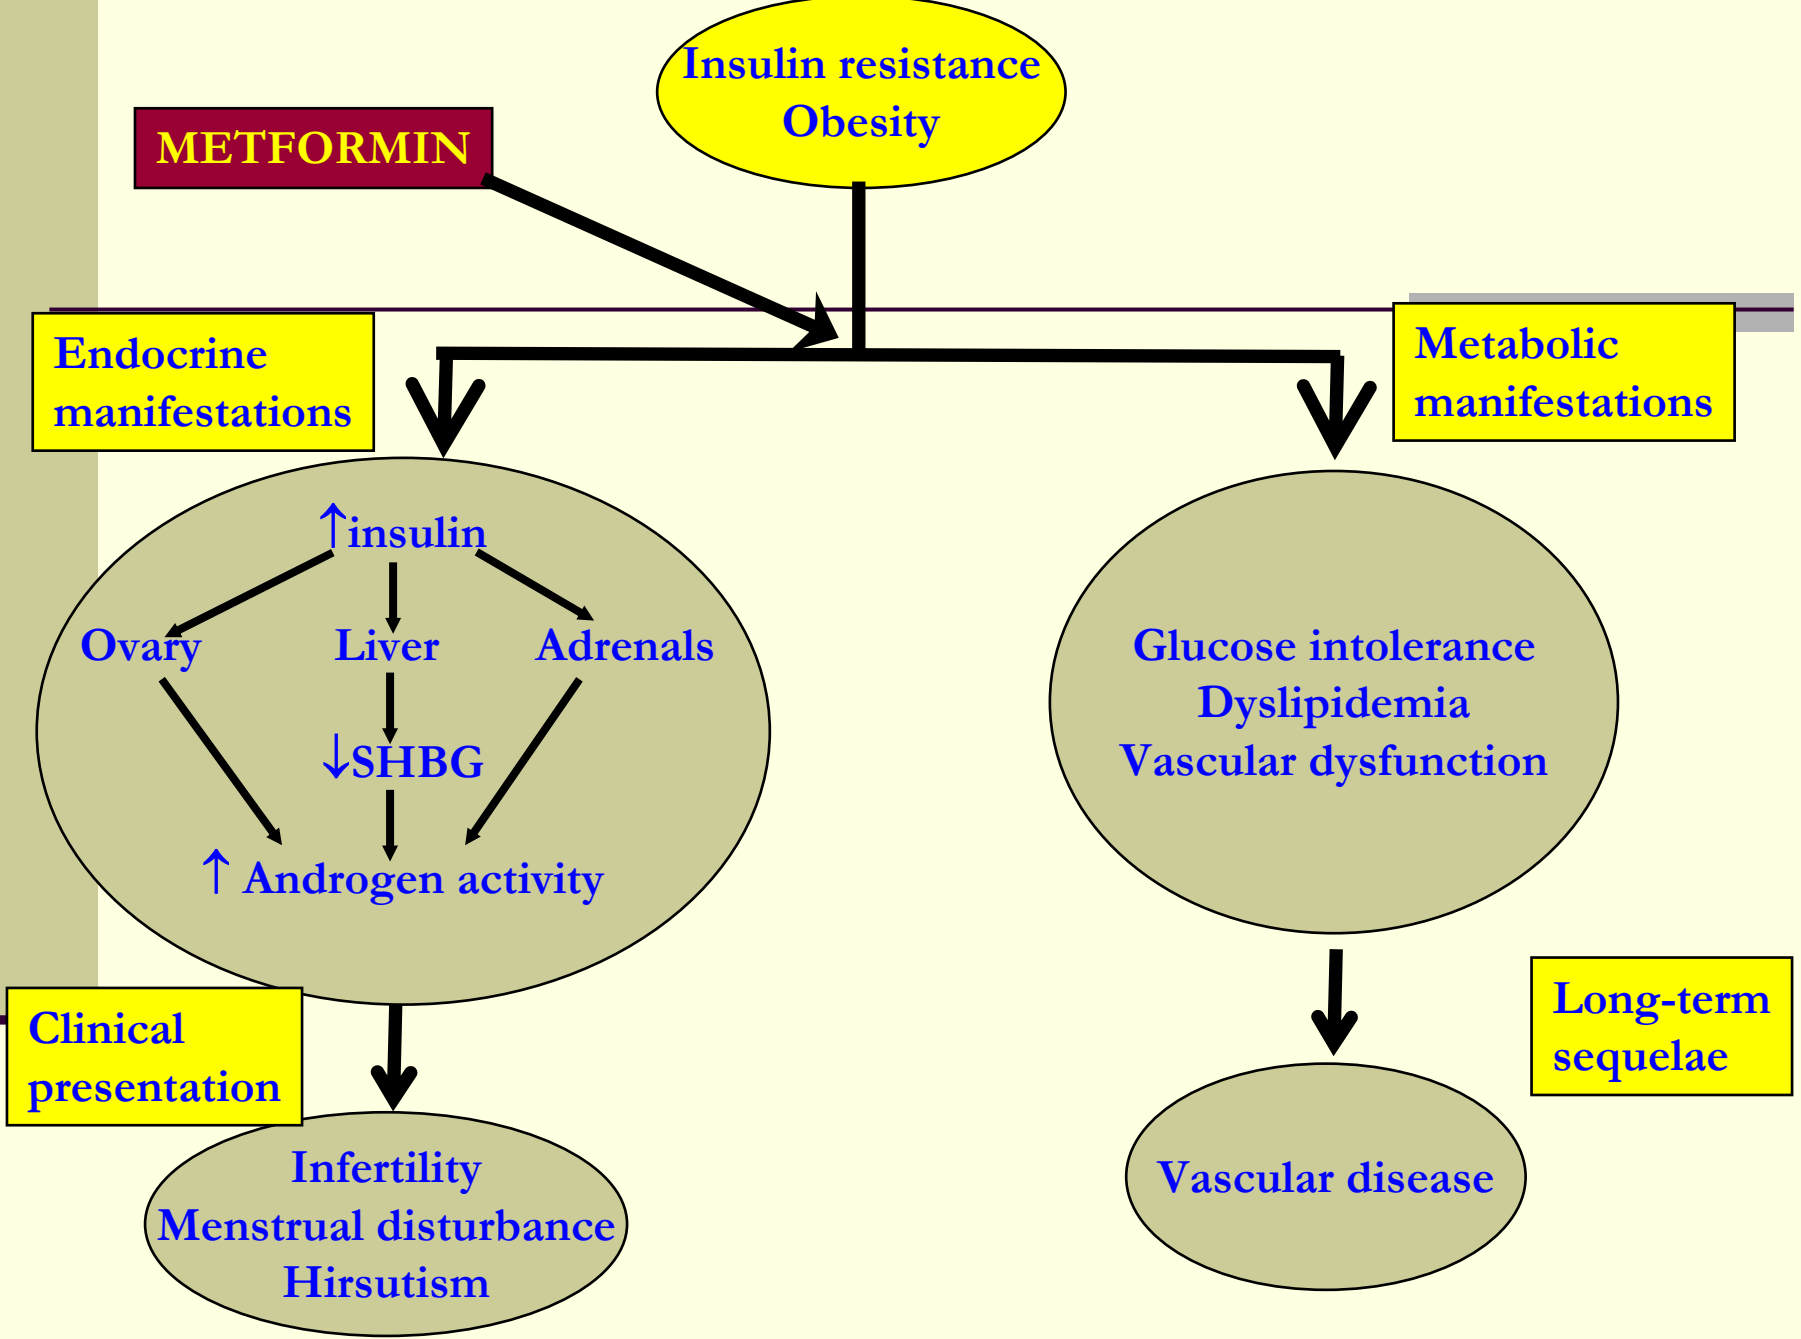 Insulin resistance
Obesity
METFORMIN
Endocrine
manifestations
Metabolic
manifestations
↑insulin
Ovary Liver Adrenals
↓SHBG
↑ Androgen activity
Glucose intolerance
Dyslipidemia
Vascular dysfunction
Clinical
presentation
Long-term
sequelae
Infertility
Menstrual disturbance
Hirsutism
Vascular disease